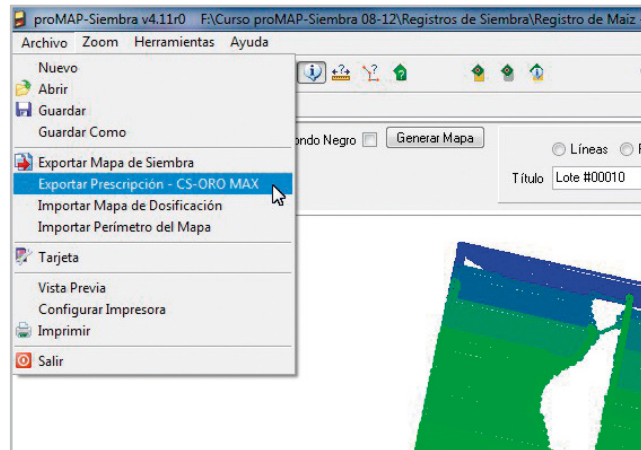 proMAP-Siembra v4.11r0 F:\Curso proMAP-Siembra 08-12\Registros de Siembra\Registro de Maiz -
Archivo Zoom Herramientas Ayuda
Nuevo
Abrir
Guardar
Guardar Como
Exportar Mapa de Siembra
Exportar Prescripción - CS-ORO MAX
Importar Mapa de Dosificación
Importar Perímetro del Mapa
Tarjeta
Vista Previa
Configurar Impresora
Imprimir
Salir
ondo Negro Generar Mapa
Líneas
Título Lote #00010